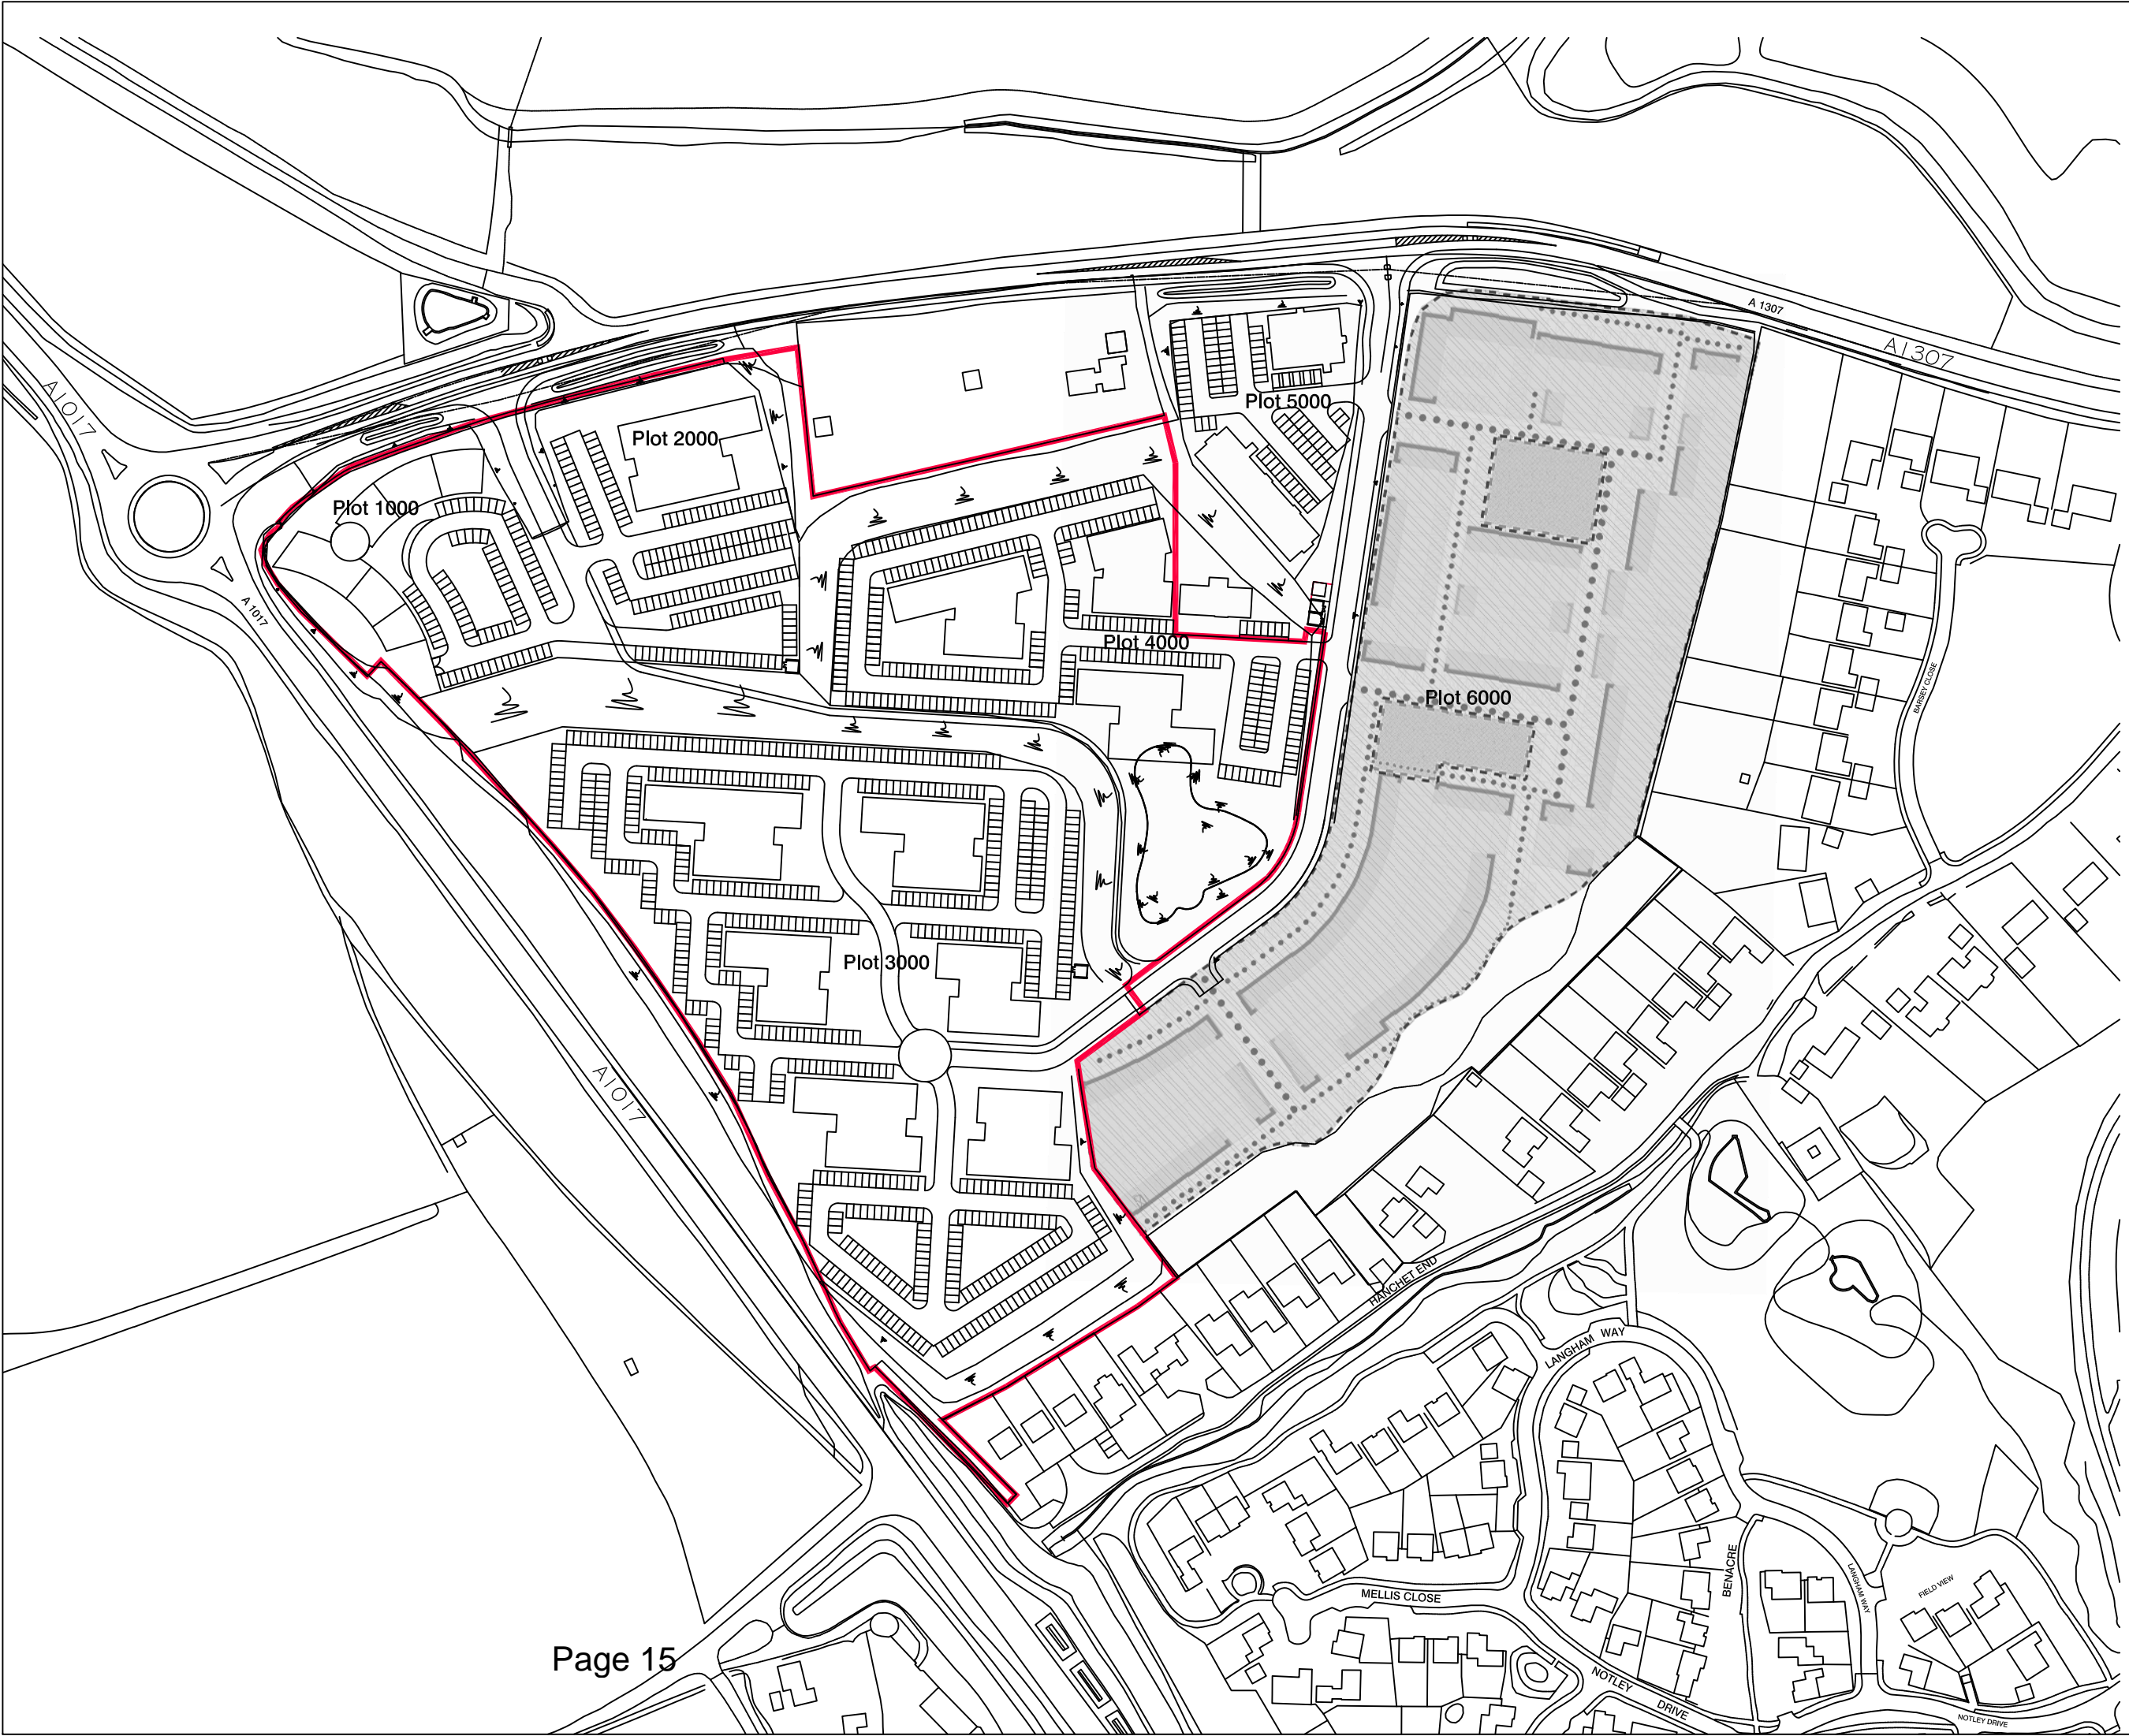 A 1307
A1307
A1017
Plot 5000
Plot 2000
Plot 1000
A 1017
Plot 4000
Plot 6000
BARSEY CLOSE
Plot 3000
A1017
HANCHET END
LANGHAM WAY
BENACRE
LANGHAM WAY
FIELD VIEW
MELLIS CLOSE
NOTLEY DRIVE
NOTLEY DRIVE
Page 15